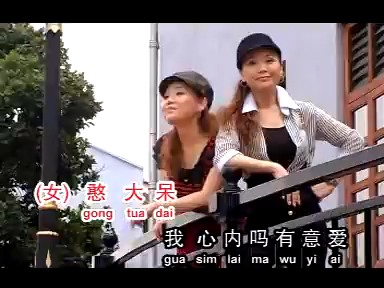 (女) 憨 大 呆
gong tua dai
我 心 内 吗 有 意 爱
gua sim lai ma wu yi ai